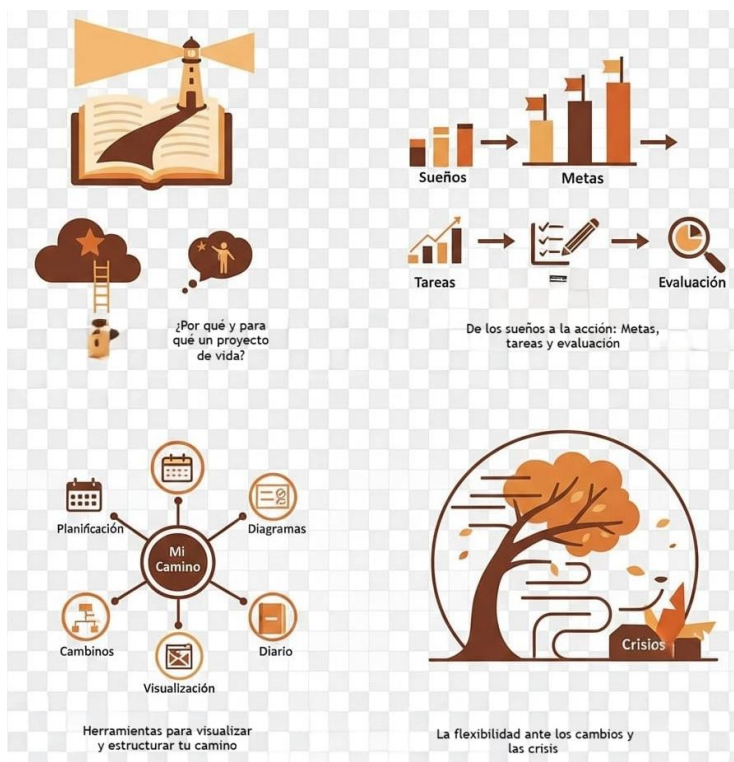 ¿Por qué y para
qué un proyecto
de vida?
Sueños
Metas
Tareas
Evaluación
De los sueños a la acción: Metas,
tareas y evaluación
Planificación
Diagramas
Mi
Camino
Cambinos
Diario
Visualización
Herramientas para visualizar
y estructurar tu camino
Crisios
La flexibilidad ante los cambios y
las crisis